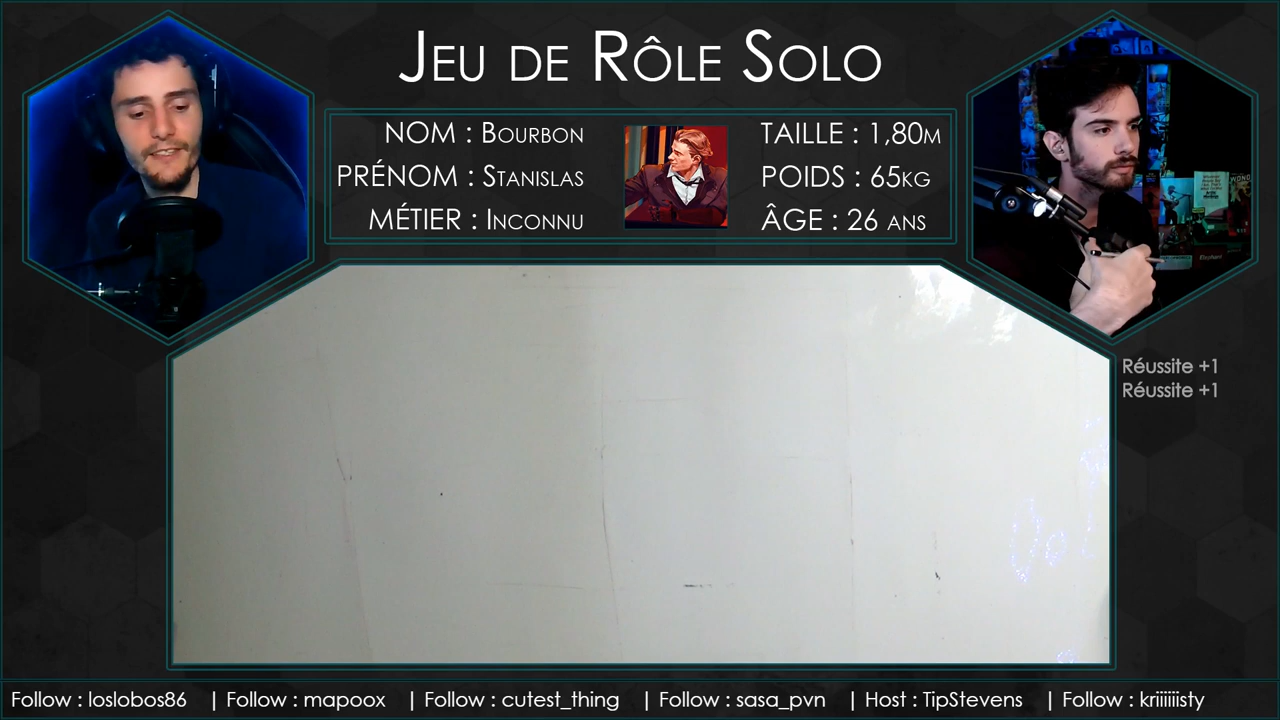 Jeu de Rôle Solo
NOM : Bourbon
PRÉNOM : Stanislas
MÉTIER : Inconnu
TAILLE : 1,80m
POIDS : 65kg
ÂGE : 26 ans
Réussite +1
Réussite +1
Follow : loslobos86 | Follow : mapoox | Follow : cutest_thing | Follow : sasa_pvn | Host : TipStevens | Follow : kriiiiiisty